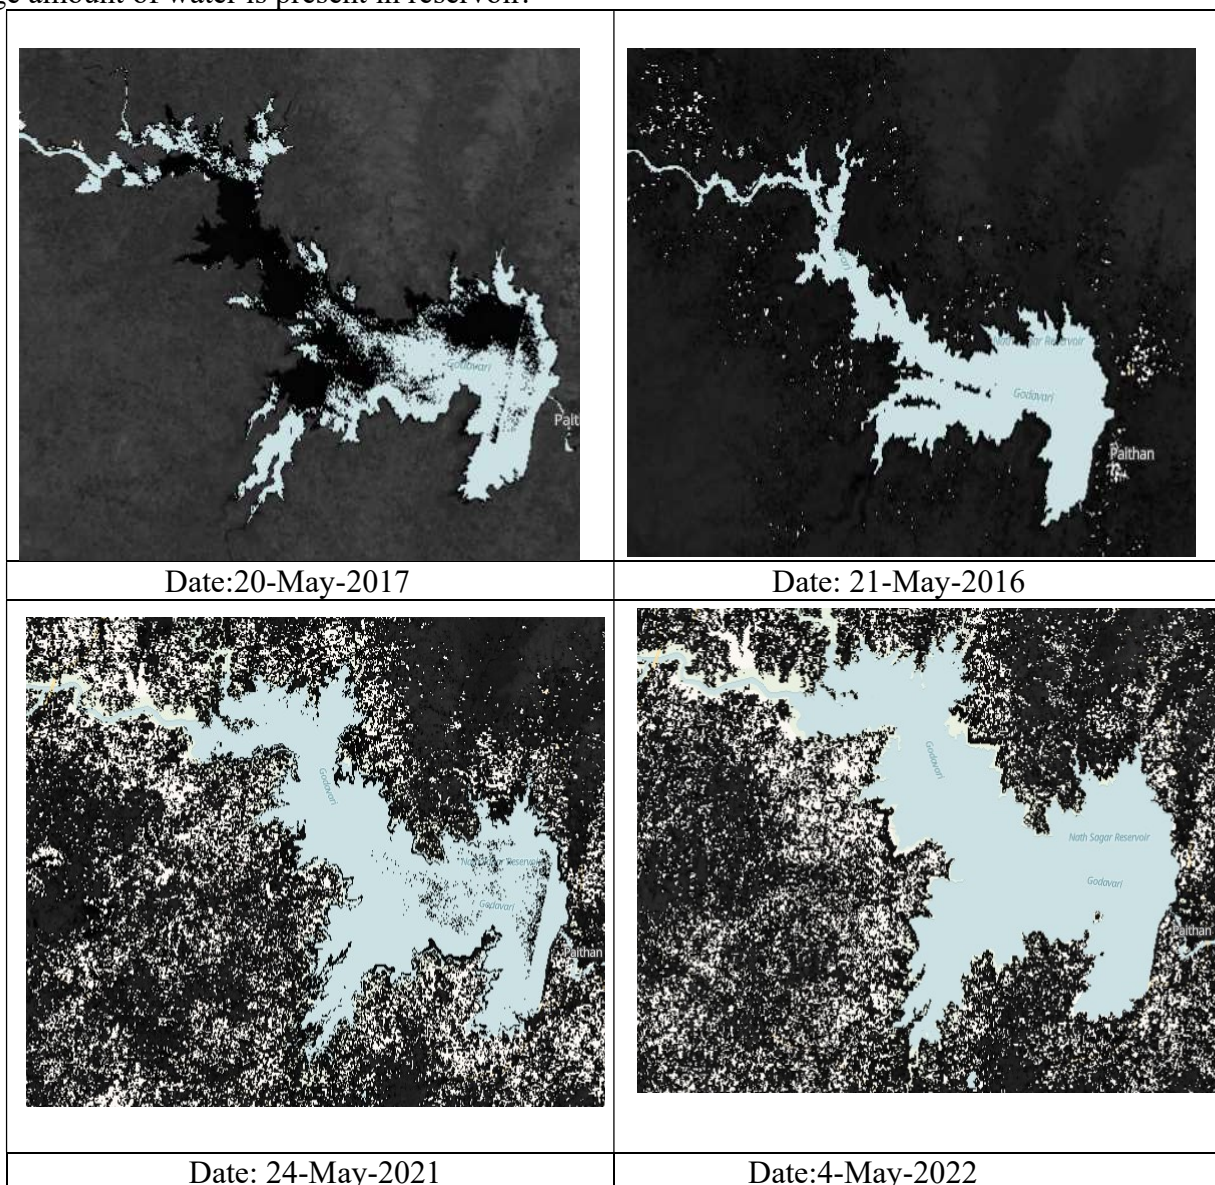 ge amount of water is present in reservoir.
Godavari
Pait
Nath Sagar Reservoir
Godavari
Paithan
Date:20-May-2017
Date: 21-May-2016
Godavari
Godavari
Paithan
Godavari
Nath Sagar Reservoir
Godavari
Paithan
Date: 24-May-2021
Date:4-May-2022